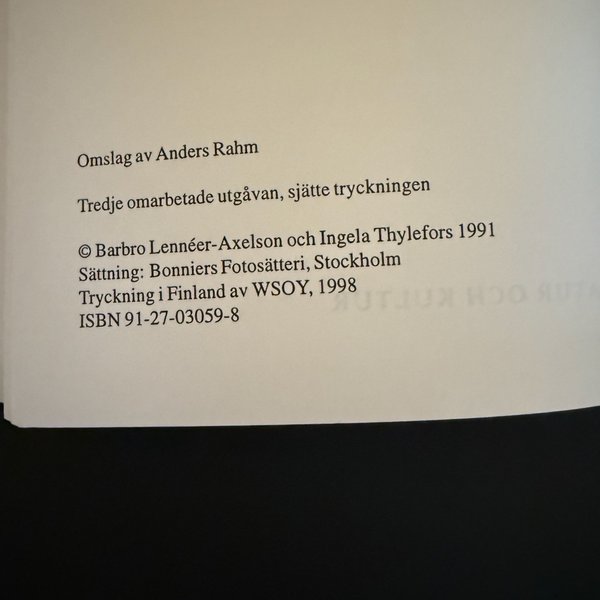 Omslag av Anders Rahm
Tredje omarbetade utgåvan, sjätte tryckningen
© Barbro Lennéer-Axelson och Ingela Thylefors 1991
Sättning: Bonniers Fotosätteri, Stockholm
Tryckning i Finland av WSOY, 1998
ISBN 91-27-03059-8